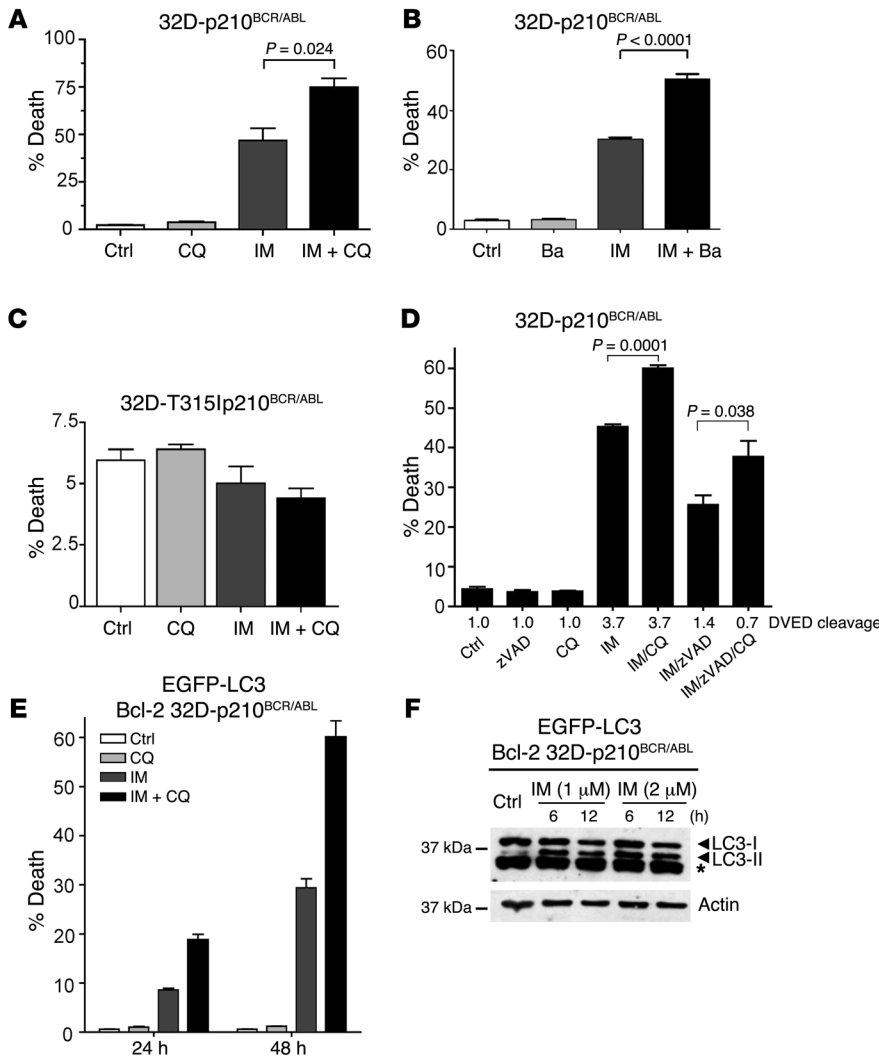 A
32D-p210BCR/ABL
P = 0.024
% Death
100
75
50
25
0
Ctrl CQ IM IM + CQ
B
32D-p210BCR/ABL
P < 0.0001
% Death
60
40
20
0
Ctrl Ba IM IM + Ba
C
32D-T315Ip210BCR/ABL
% Death
7.5
5
2.5
0
Ctrl CQ IM IM + CQ
D
32D-p210BCR/ABL
P = 0.0001
P = 0.038
% Death
60
50
40
30
20
10
0
1.0 1.0 1.0 3.7 3.7 1.4 0.7 DVED cleavage
Ctrl zVAD CQ IM IM/CQ IM/zVAD IM/zVAD/CQ
E
EGFP-LC3
Bcl-2 32D-p210BCR/ABL
Ctrl
CQ
IM
IM + CQ
% Death
60
50
40
30
20
10
0
24 h 48 h
F
EGFP-LC3
Bcl-2 32D-p210BCR/ABL
Ctrl IM (1 μM) IM (2 μM)
6 12 6 12 (h)
37 kDa
LC3-I
LC3-II
*
37 kDa
Actin